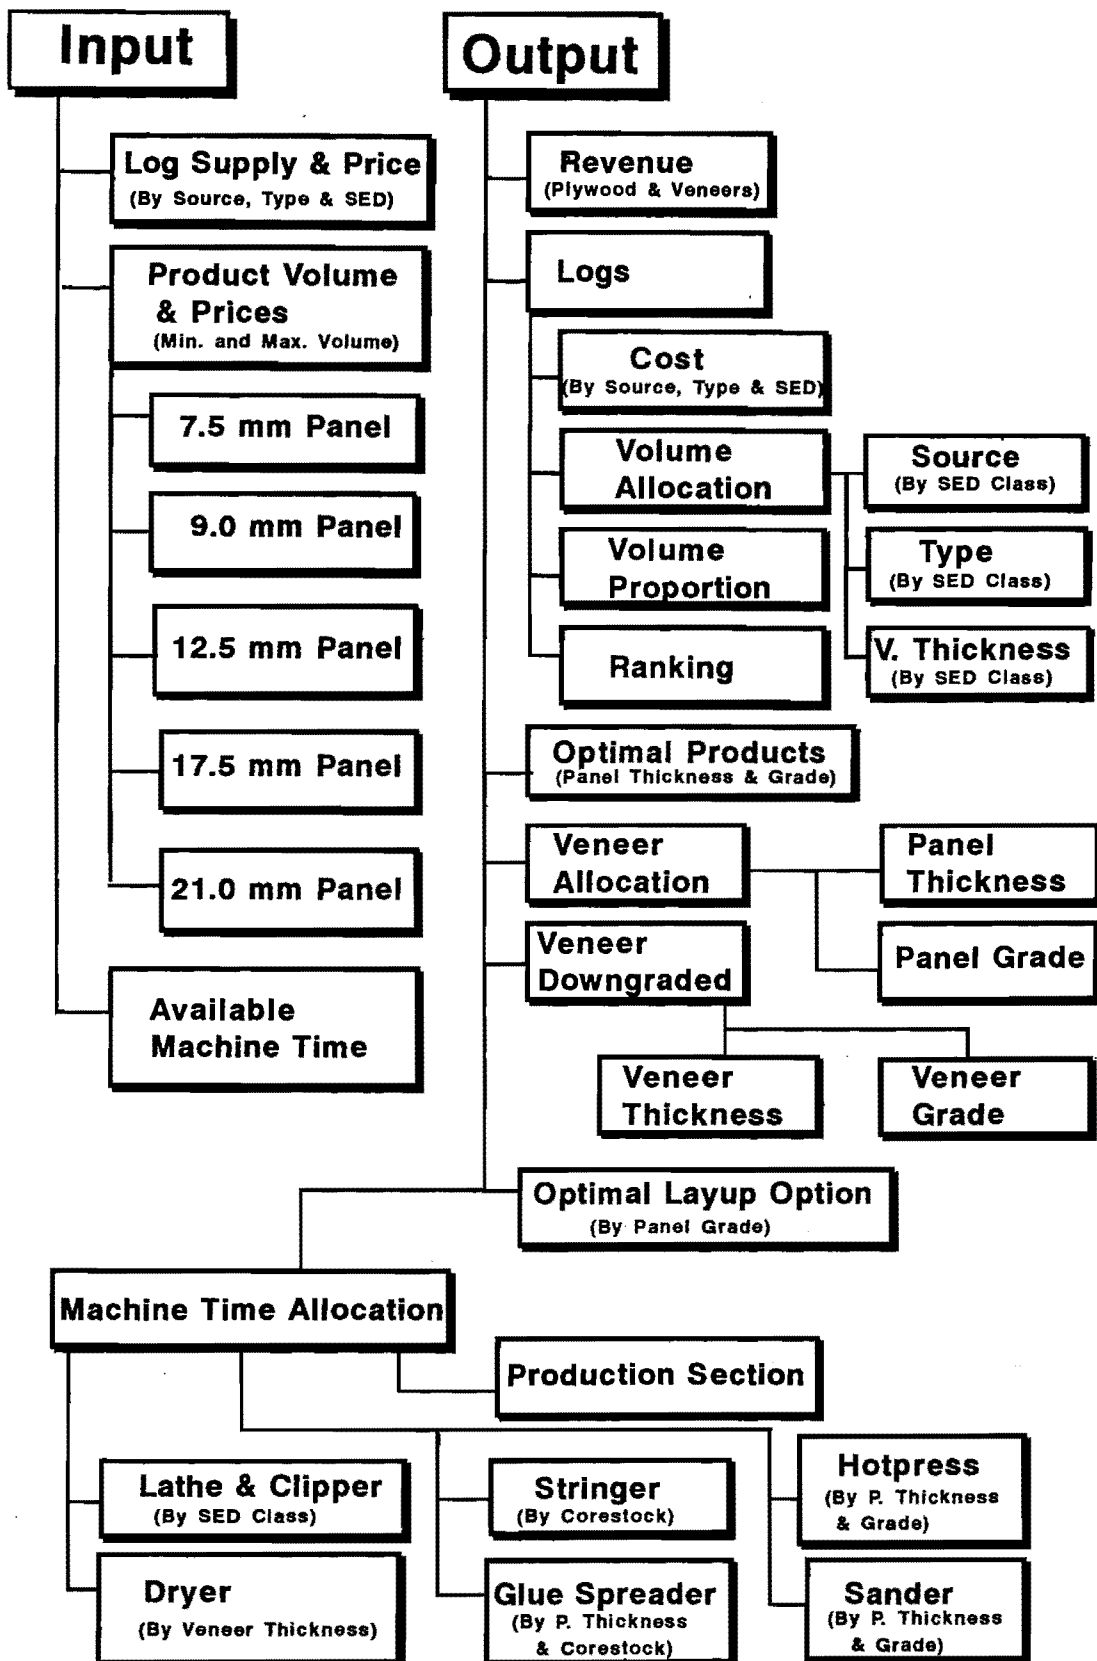 Input
Log Supply & Price
(By Source, Type & SED)
Product Volume
& Prices
(Min. and Max. Volume)
7.5 mm Panel
9.0 mm Panel
12.5 mm Panel
17.5 mm Panel
21.0 mm Panel
Available
Machine Time
Output
Revenue
(Plywood & Veneers)
Logs
Cost
(By Source, Type & SED)
Volume
Allocation
Source
(By SED Class)
Type
(By SED Class)
V. Thickness
(By SED Class)
Volume
Proportion
Ranking
Optimal Products
(Panel Thickness & Grade)
Veneer
Allocation
Panel
Thickness
Panel Grade
Veneer
Downgraded
Veneer
Thickness
Veneer
Grade
Optimal Layup Option
(By Panel Grade)
Machine Time Allocation
Production Section
Lathe & Clipper
(By SED Class)
Dryer
(By Veneer Thickness)
Stringer
(By Corestock)
Glue Spreader
(By P. Thickness
& Corestock)
Hotpress
(By P. Thickness
& Grade)
Sander
(By P. Thickness
& Grade)